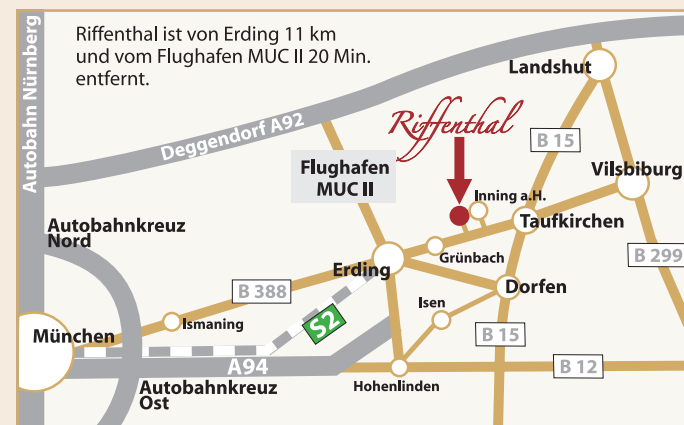 Riffenthal ist von Erding 11 km
und vom Flughafen MUC II 20 Min.
entfernt.
Autobahn Nürnberg
Deggendorf A92
Landshut
Riffenthal
B 15
Flughafen
MUC II
Vilsbiburg
Inning a.H.
Taufkirchen
Autobahnkreuz
Nord
Grünbach
B 299
Erding
B 388
Dorfen
Isen
Ismaning
S2
München
B 15
A94
B 12
Autobahnkreuz
Ost
Hohenlinden